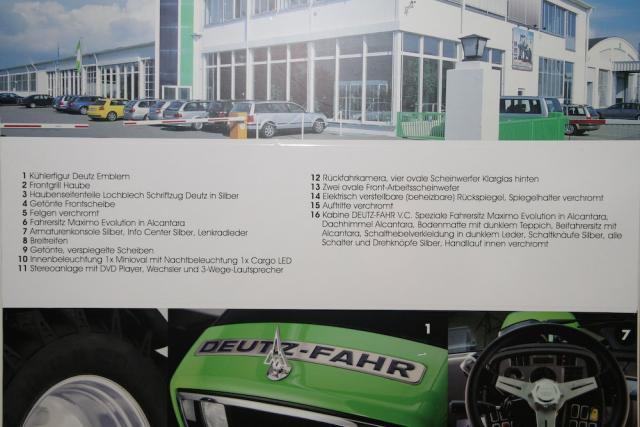 1 Kühlerfigur Deutz Emblem
2 Frontgrill Haube
3 Haubenseitenteile Lochblech Schriftzug Deutz in Silber
4 Getönte Frontscheibe
5 Felgen verchromt
6 Fahrersitz Maximo Evolution in Alcantara
7 Armaturenkonsole Silber, Info Center Silber, Lenkradleder
8 Breitreifen
9 Getönte, verspiegelte Scheiben
10 Innenbeleuchtung 1x Minioval mit Nachtbeleuchtung 1x Cargo LED
11 Stereoanlage mit DVD Player, Wechsler und 3-Wege-Lautsprecher
12 Rückfahrkamera, vier ovale Scheinwerfer Klarglas hinten
13 Zwei ovale Front-Arbeitsscheinwefer
14 Elektrisch verstellbare (beheizbare) Rückspiegel, Spiegelhalter verchromt
15 Auftritte verchromt
16 Kabine DEUTZ-FAHR V.C. Speziale Fahrersitz Maximo Evolution in Alcantara,
Dachhimmel Alcantara, Bodenmatte mit dunklem Teppich, Beifahrersitz mit
Alcantara, Schalthebelverkleidung in dunklem Leder, Schaltknäufe Silber, alle
Schalter und Drehknöpfe Silber, Handlauf innen verchromt
1
7
DEUTZ-FAHR